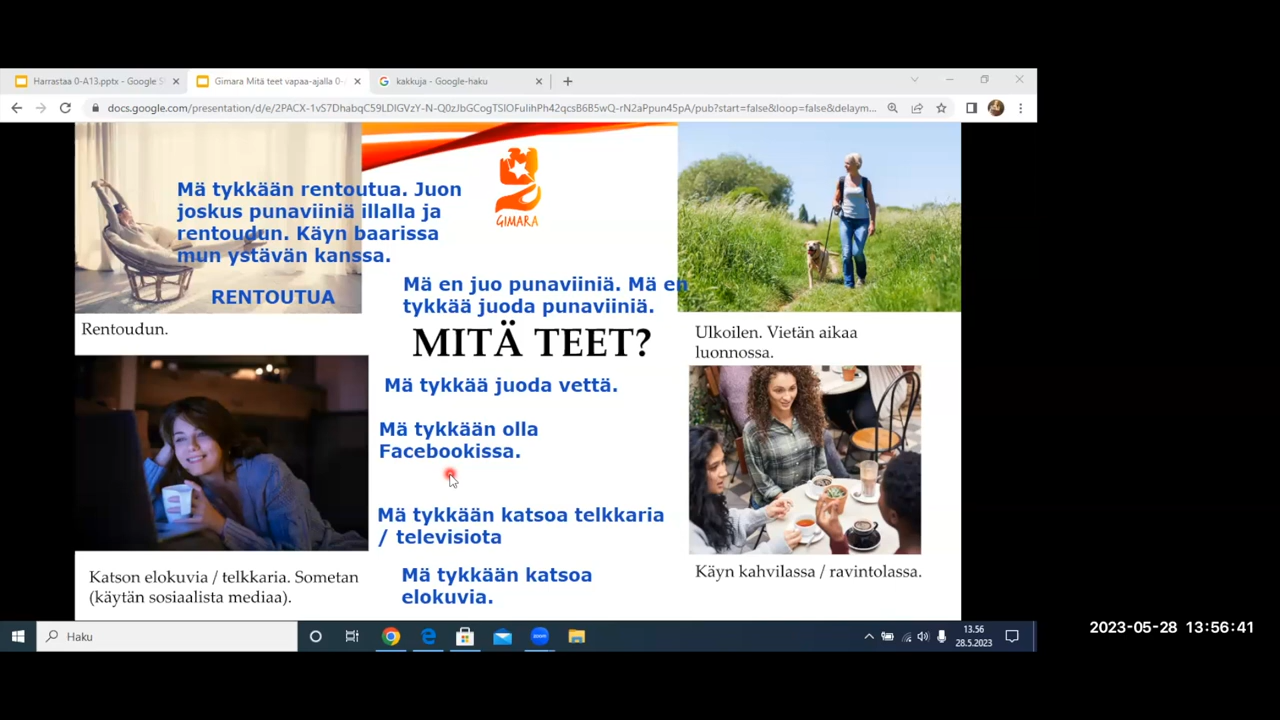 Harrastaa 0-A13.pptx - Google S
Gimara Mitä teet vapaa-ajalla 0-
kakkuja - Google-haku
docs.google.com/presentation/d/e/2PACX-1vS7DhabqC59LDlGVzY-N-Q0zJbGCogTSlOFulihPh42qcsB6B5wQ-rN2aPpun45pA/pub?start=false&loop=false&delaym...
Mä tykkään rentoutua. Juon
joskus punaviiniä illalla ja
rentoudun. Käyn baarissa
mun ystävän kanssa.
RENTOUTUA
Rentoudun.
GIMARA
Mä en juo punaviiniä. Mä en
tykkää juoda punaviiniä.
MITÄ TEET?
Mä tykkää juoda vettä.
Mä tykkään olla
Facebookissa.
Mä tykkään katsoa telkkaria
/ televisiota
Mä tykkään katsoa
elokuvia.
Ulkoilen. Vietän aikaa
luonnossa.
Katson elokuvia / telkkaria. Sometan
(käytän sosiaalista mediaa).
Käyn kahvilassa / ravintolassa.
Haku
zoom
13.56
28.5.2023
2023-05-28 13:56:41